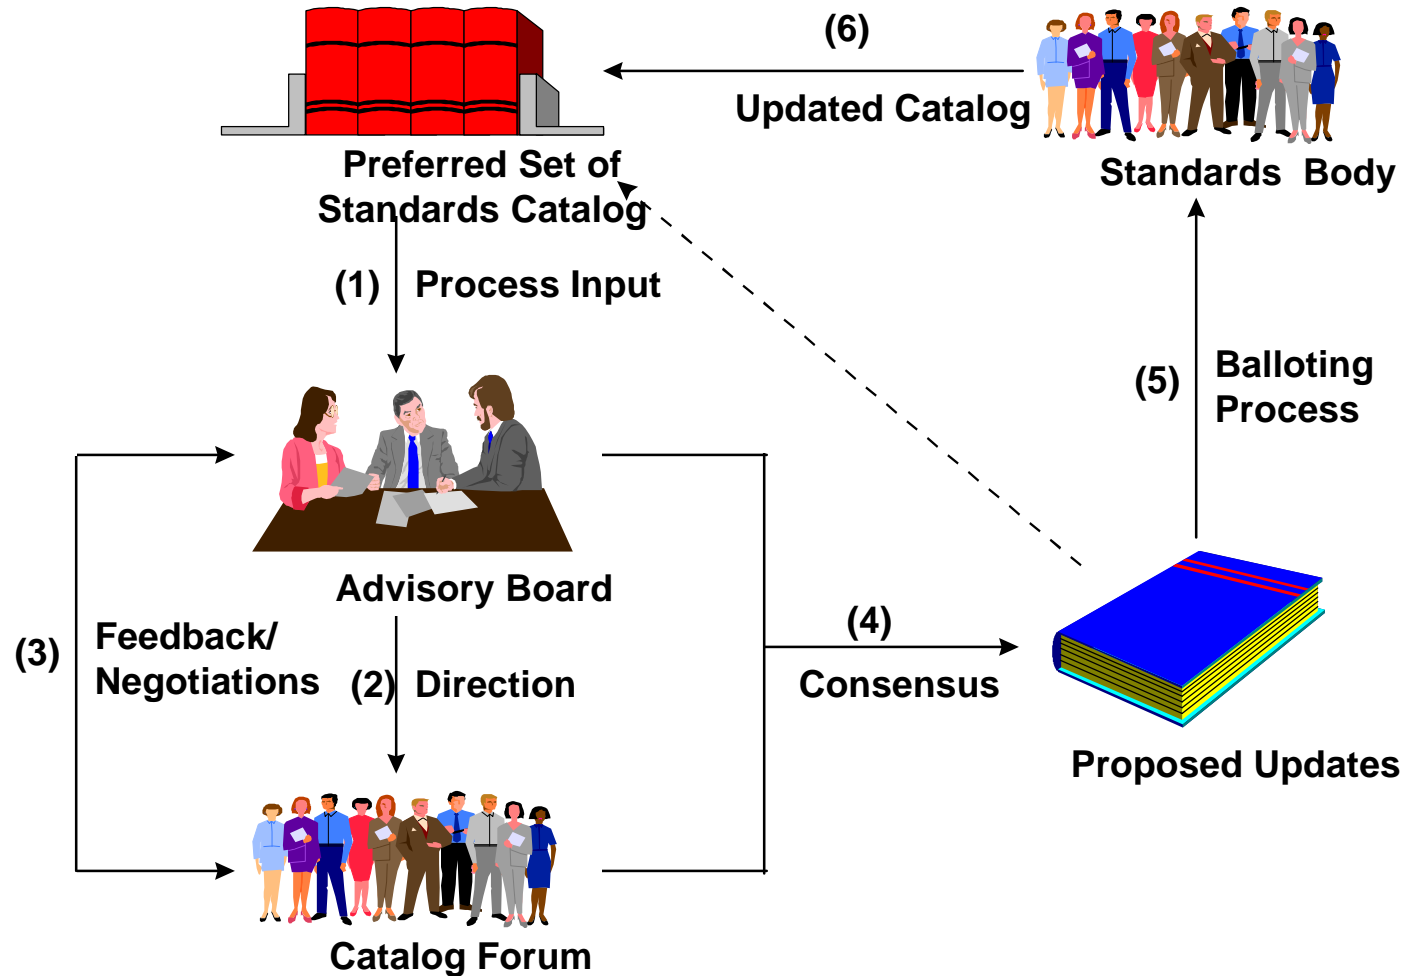 (6)
Updated Catalog
Preferred Set of
Standards Catalog
Standards Body
(1) Process Input
(5)
Balloting
Process
Advisory Board
(3)
Feedback/
Negotiations
(2) Direction
(4)
Consensus
Proposed Updates
Catalog Forum